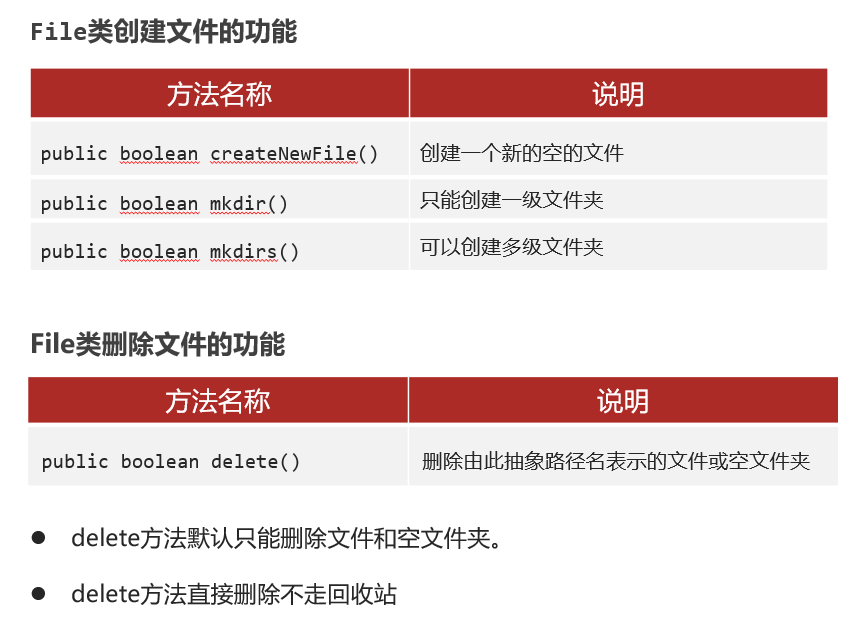 File类创建文件的功能
方法名称 说明
public boolean createNewFile() 创建一个新的空的文件
public boolean mkdir() 只能创建一级文件夹
public boolean mkdirs() 可以创建多级文件夹
File类删除文件的功能
方法名称 说明
public boolean delete() 删除由此抽象路径名表示的文件或空文件夹
● delete方法默认只能删除文件和空文件夹。
● delete方法直接删除不走回收站